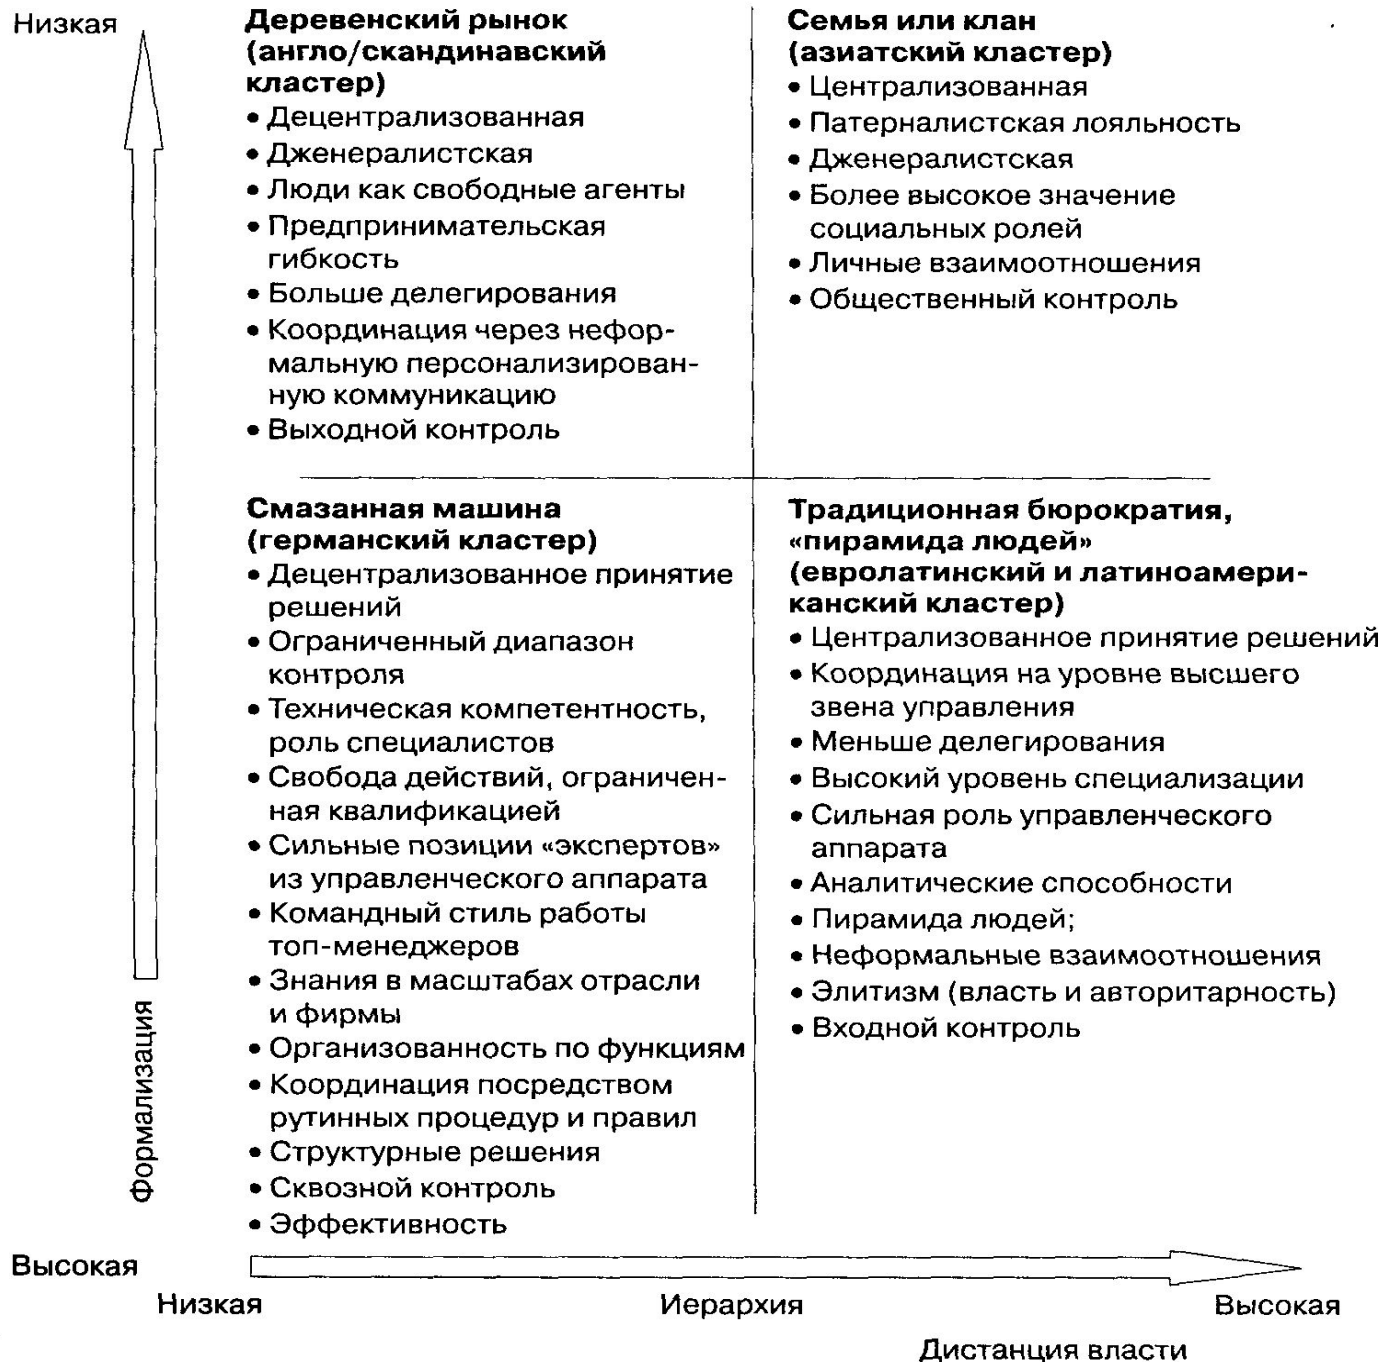 Низкая
Деревенский рынок
(англо/скандинавский
кластер)
• Децентрализованная
• Дженералистская
• Люди как свободные агенты
• Предпринимательская
гибкость
• Больше делегирования
• Координация через нефор-
мальную персонализирован-
ную коммуникацию
• Выходной контроль
Семья или клан
(азиатский кластер)
• Централизованная
• Патерналистская лояльность
• Дженералистская
• Более высокое значение
социальных ролей
• Личные взаимоотношения
• Общественный контроль
Смазанная машина
(германский кластер)
• Децентрализованное принятие
решений
• Ограниченный диапазон
контроля
• Техническая компетентность,
роль специалистов
• Свобода действий, ограничен-
ная квалификацией
• Сильные позиции «экспертов»
из управленческого аппарата
• Командный стиль работы
топ-менеджеров
• Знания в масштабах отрасли
и фирмы
• Организованность по функциям
• Координация посредством
рутинных процедур и правил
• Структурные решения
• Сквозной контроль
• Эффективность
Традиционная бюрократия,
«пирамида людей»
(евролатинский и латиноамери-
канский кластер)
• Централизованное принятие решений
• Координация на уровне высшего
звена управления
• Меньше делегирования
• Высокий уровень специализации
• Сильная роль управленческого
аппарата
• Аналитические способности
• Пирамида людей;
• Неформальные взаимоотношения
• Элитизм (власть и авторитарность)
• Входной контроль
Формализация
Высокая
Низкая
Иерархия
Высокая
Дистанция власти